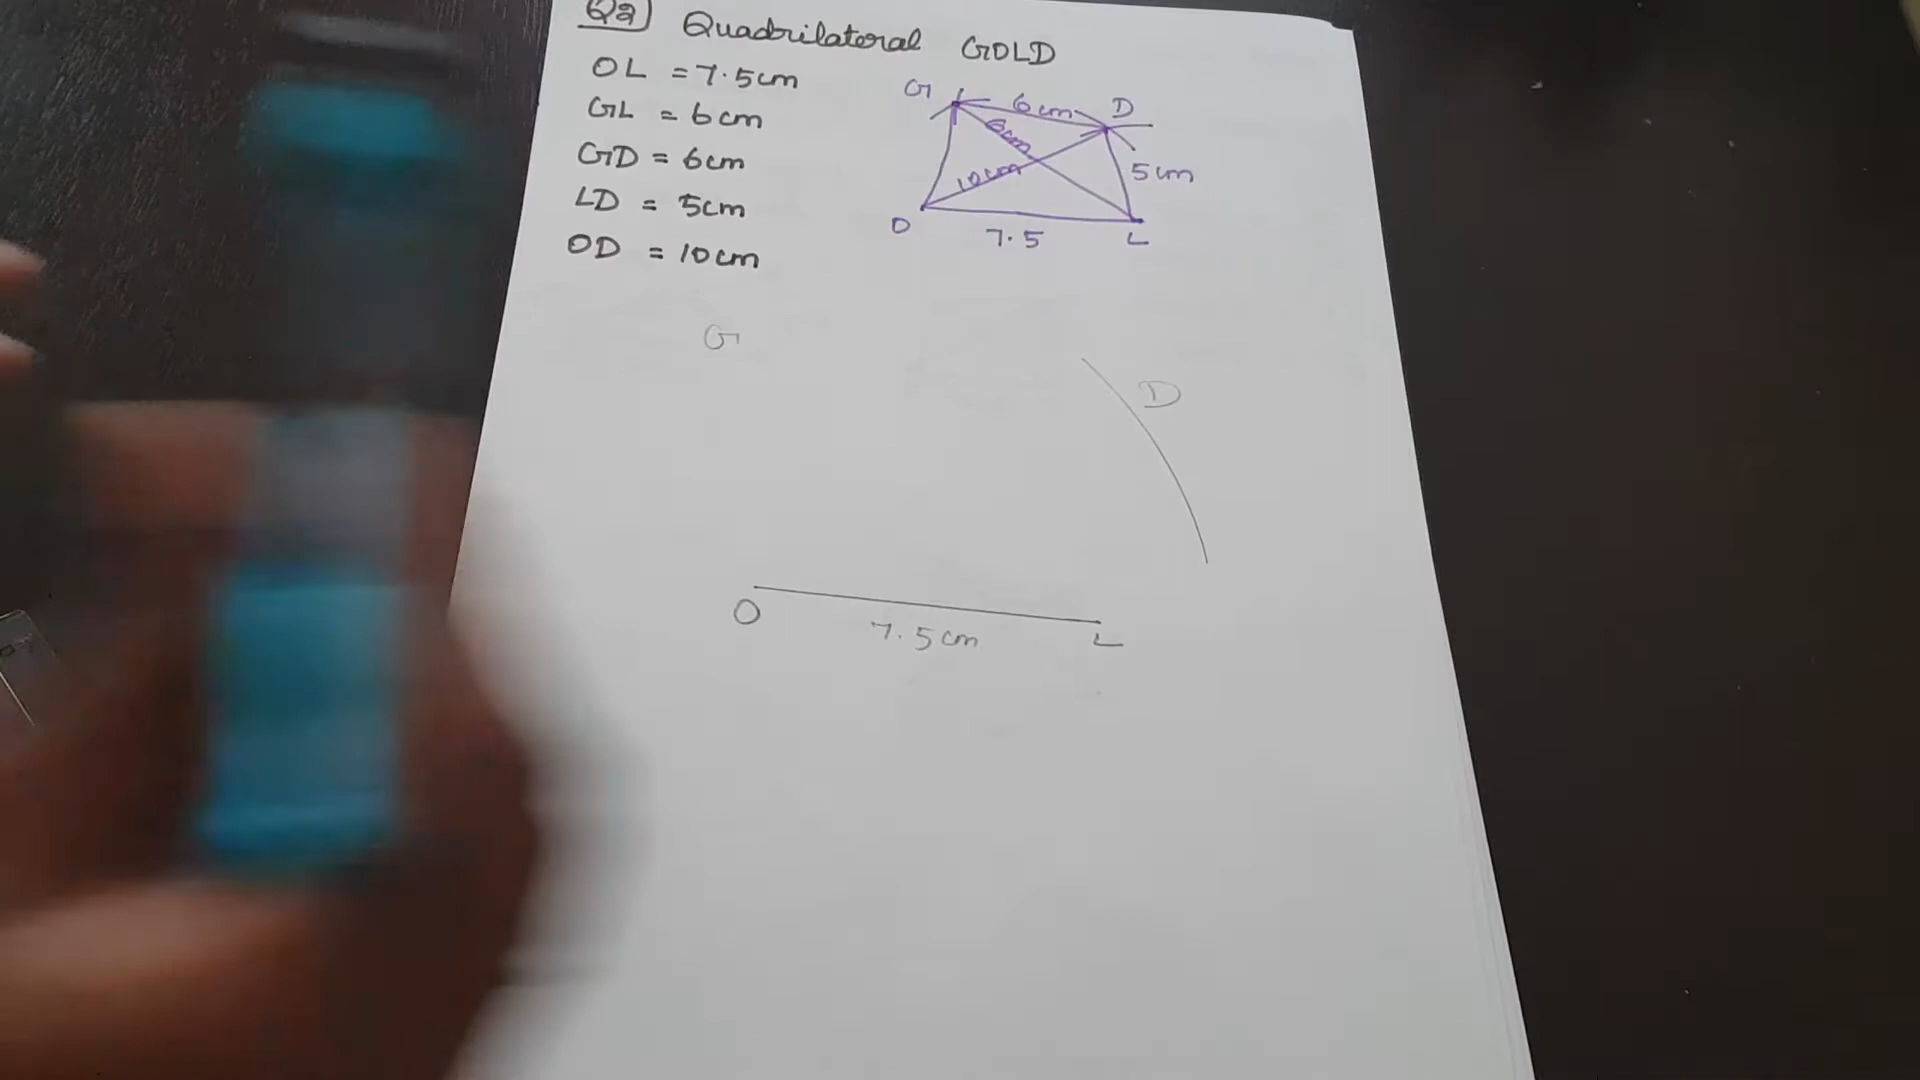 Q2] Quadrilateral GOLD
OL = 7.5cm
GL = 6cm
GD = 6cm
LD = 5cm
OD = 10cm
G 6cm D
6cm
10cm
5cm
O 7.5 L
G
D
O 7.5cm L